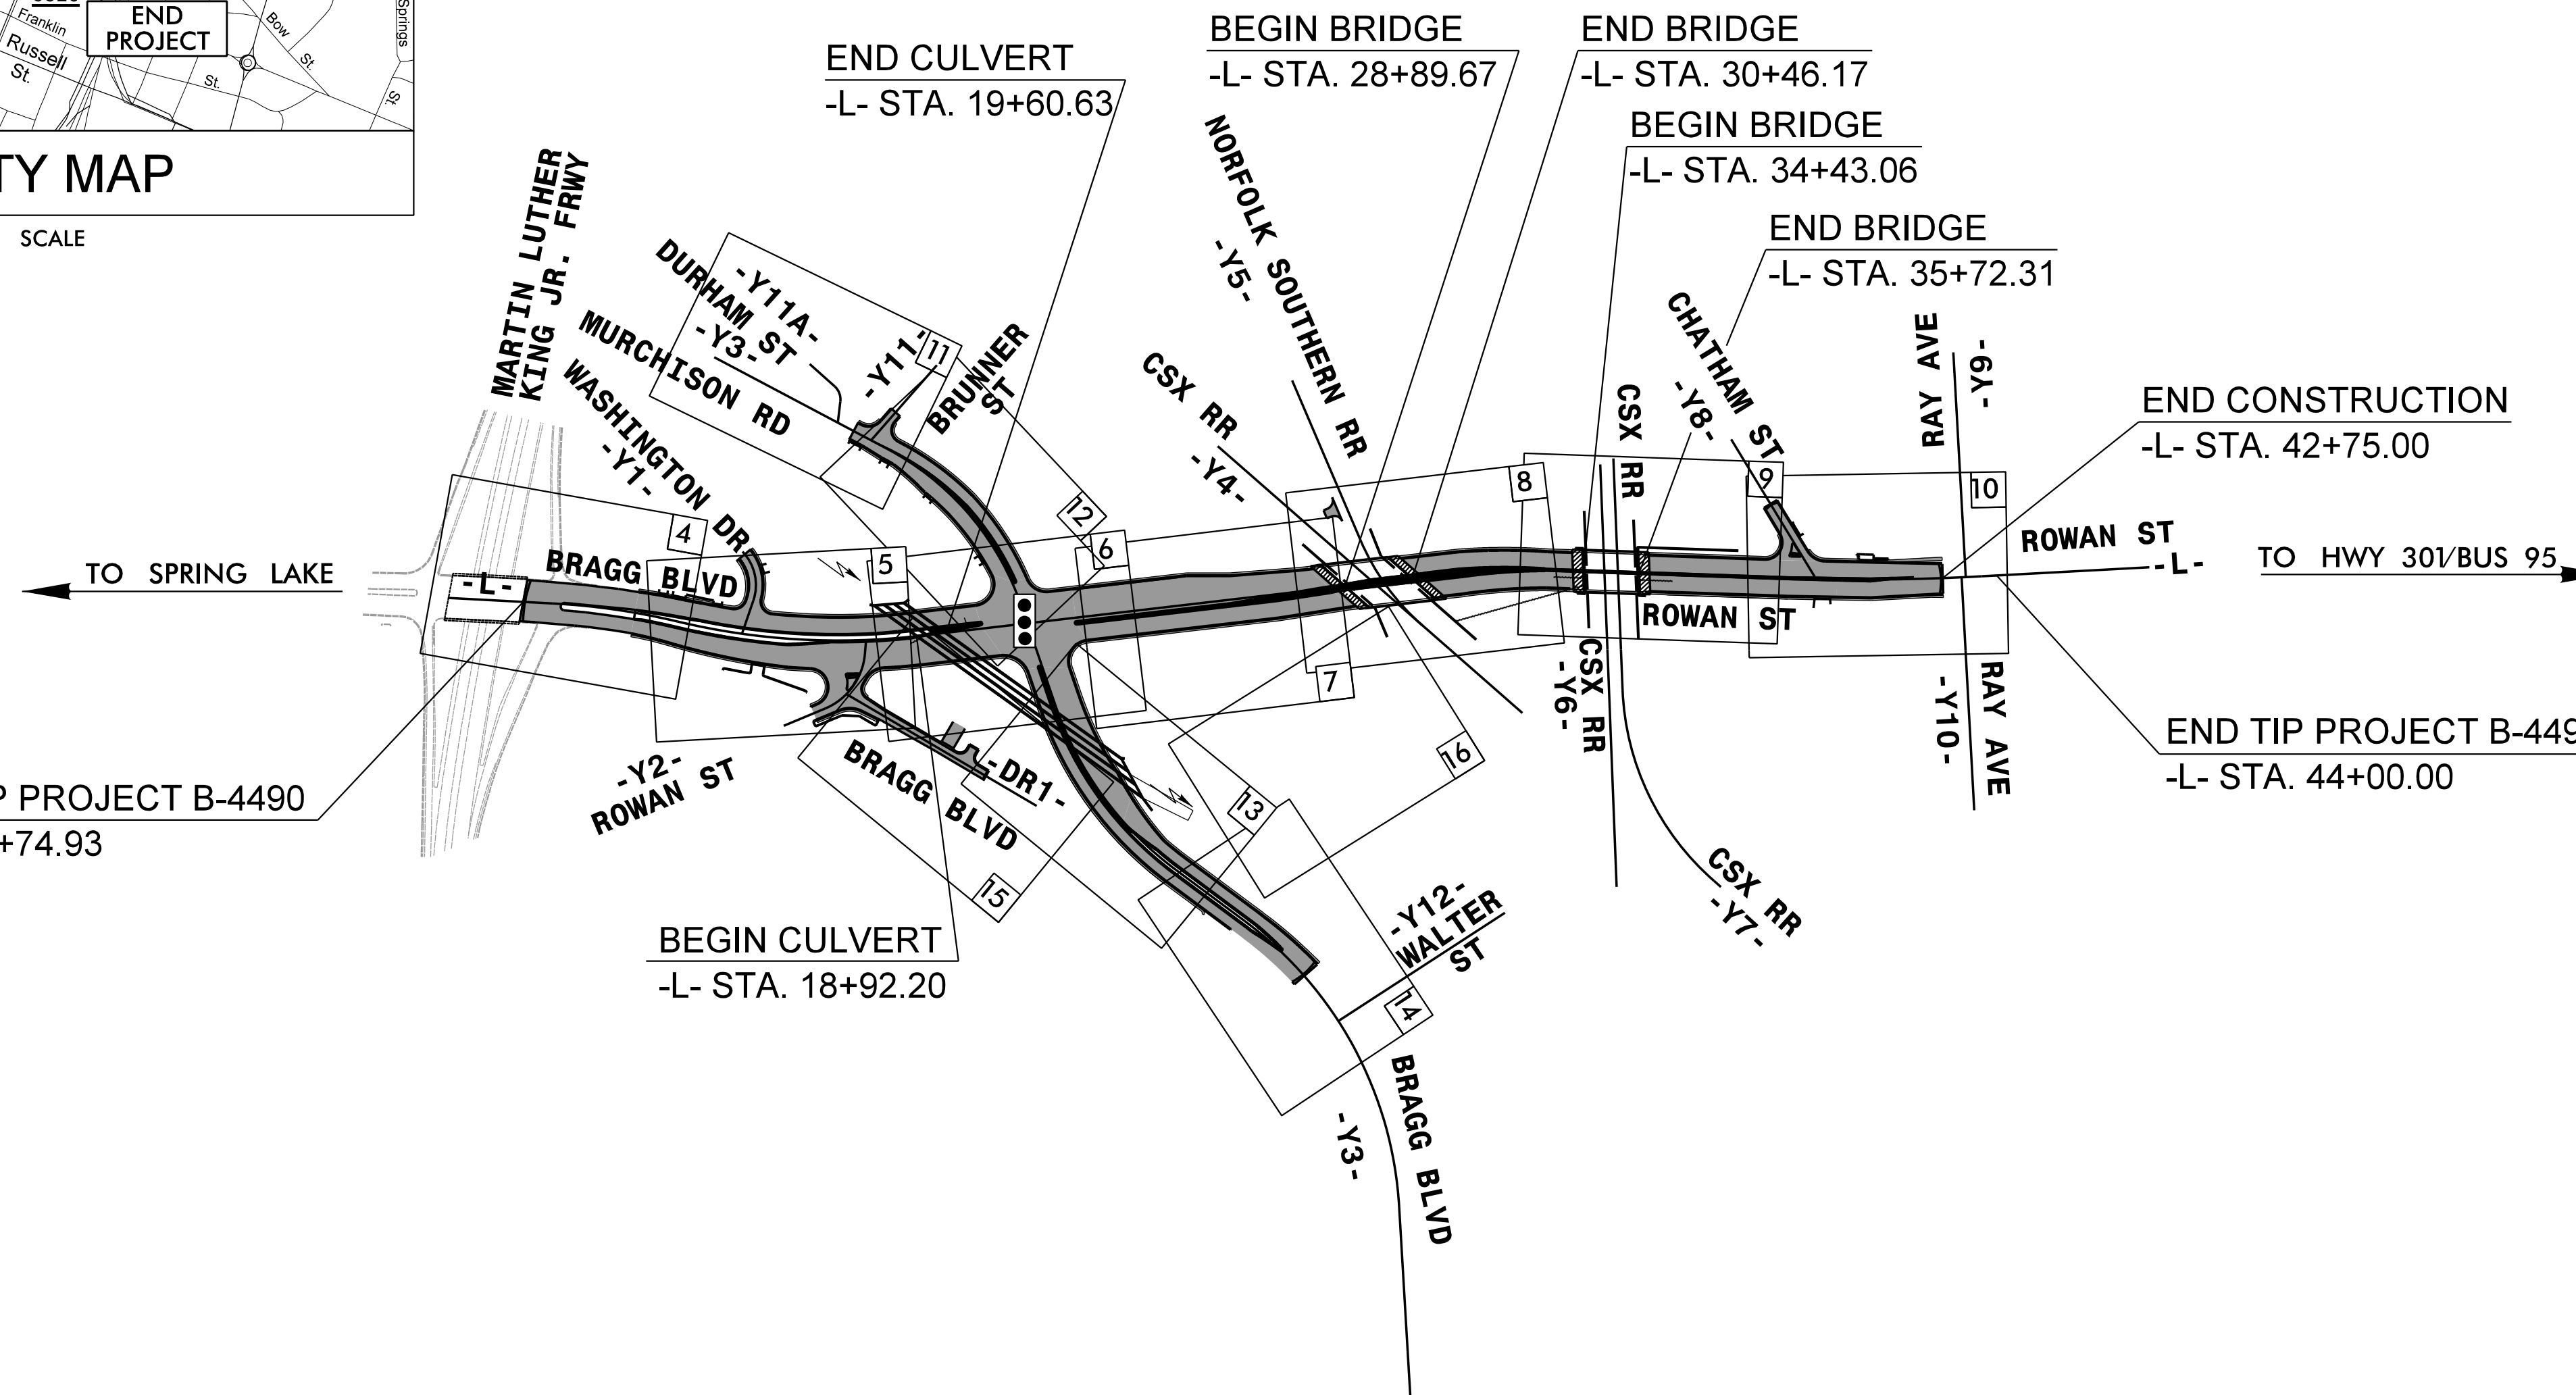 Franklin
Russell
St.
END
PROJECT
Bow
St.
Springs
St.
St.
TY MAP
SCALE
END CULVERT
-L- STA. 19+60.63
BEGIN BRIDGE
-L- STA. 28+89.67
END BRIDGE
-L- STA. 30+46.17
BEGIN BRIDGE
-L- STA. 34+43.06
END BRIDGE
-L- STA. 35+72.31
MARTIN LUTHER
KING JR. FRWY
-Y11A-
DURHAM ST
-Y3-
MURCHISON RD
WASHINGTON DR
-Y1-
-Y11-
11
BRUNNER
ST
NORFOLK SOUTHERN RR
-Y5-
CSX RR
-Y4-
CSX RR
CHATHAM ST
-Y8-
RAY AVE
-Y9-
END CONSTRUCTION
-L- STA. 42+75.00
TO SPRING LAKE
-L-
BRAGG BLVD
4
5
12
6
7
8
9
10
ROWAN ST
-L-
TO HWY 301/BUS 95
ROWAN ST
CSX RR
-Y6-
-Y10-
RAY AVE
END TIP PROJECT B-449
-L- STA. 44+00.00
P PROJECT B-4490
+74.93
-Y2-
ROWAN ST
BRAGG BLVD
-DR1-
13
16
15
CSX RR
-Y7-
BEGIN CULVERT
-L- STA. 18+92.20
-Y12-
WALTER
ST
14
-Y3-
BRAGG BLVD